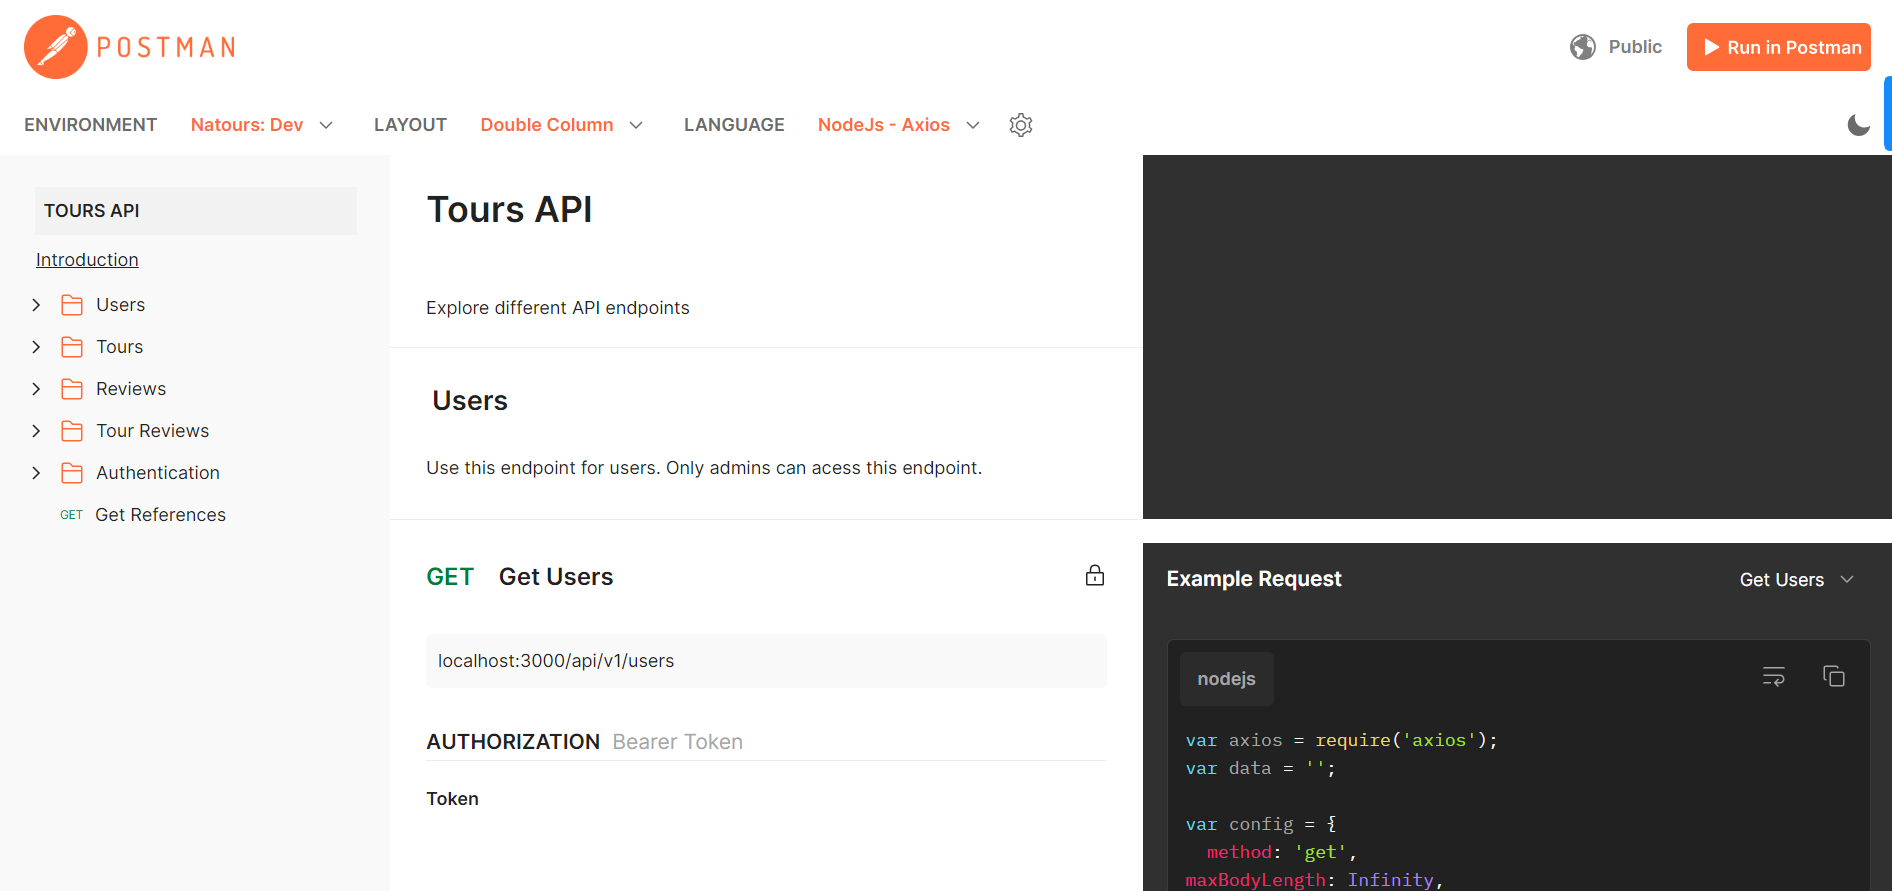 POSTMAN
Public
Run in Postman
ENVIRONMENT Natours: Dev LAYOUT Double Column LANGUAGE NodeJs - Axios
TOURS API
Introduction
Users
Tours
Reviews
Tour Reviews
Authentication
GET Get References
Tours API
Explore different API endpoints
Users
Use this endpoint for users. Only admins can acess this endpoint.
GET Get Users
localhost:3000/api/v1/users
AUTHORIZATION Bearer Token
Token
Example Request
Get Users
nodejs
var axios = require('axios');
var data = '';
var config = {
  method: 'get',
maxBodyLength: Infinity,